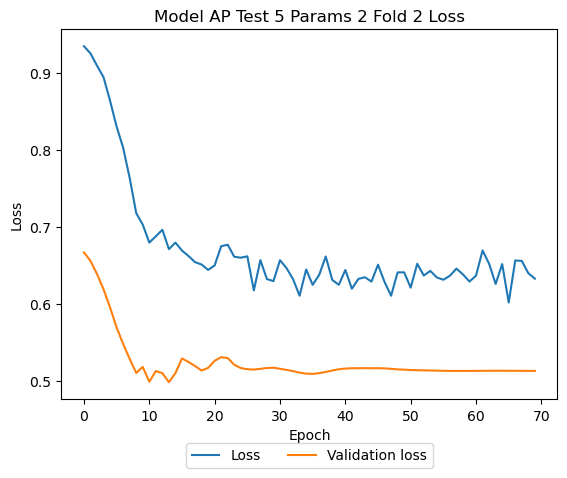 Model AP Test 5 Params 2 Fold 2 Loss
Loss
0.9
0.8
0.7
0.6
0.5
0 10 20 30 40 50 60 70
Epoch
Loss Validation loss